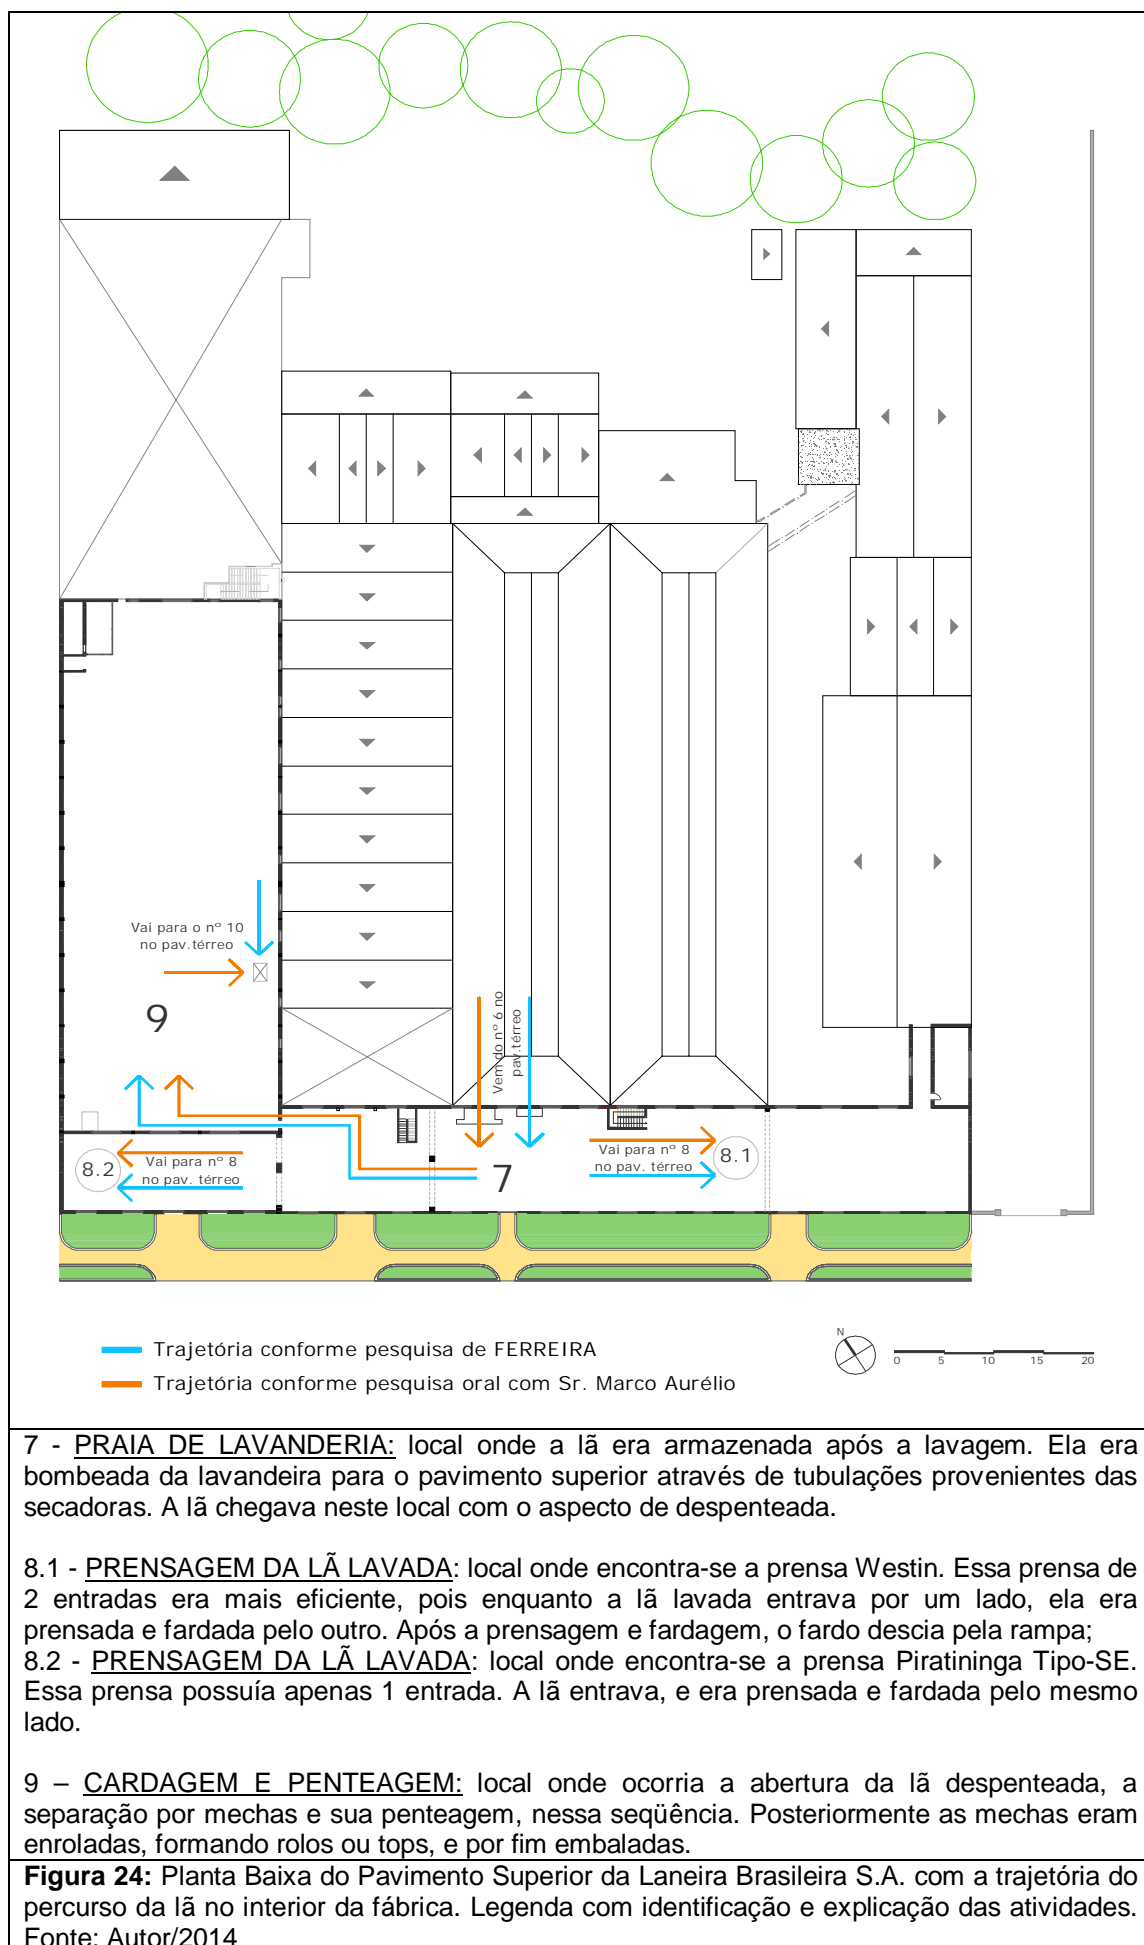 Vai para o nº 10
no pav.térreo
9
Vem do nº 6 no
pav.térreo
8.2
Vai para nº 8
no pav. térreo
7
Vai para nº 8
no pav. térreo
8.1
Trajetória conforme pesquisa de FERREIRA
Trajetória conforme pesquisa oral com Sr. Marco Aurélio
N
0 5 10 15 20
7 - PRAIA DE LAVANDERIA: local onde a lã era armazenada após a lavagem. Ela era
bombeada da lavandeira para o pavimento superior através de tubulações provenientes das
secadoras. A lã chegava neste local com o aspecto de despenteada.
8.1 - PRENSAGEM DA LÃ LAVADA: local onde encontra-se a prensa Westin. Essa prensa de
2 entradas era mais eficiente, pois enquanto a lã lavada entrava por um lado, ela era
prensada e fardada pelo outro. Após a prensagem e fardagem, o fardo descia pela rampa;
8.2 - PRENSAGEM DA LÃ LAVADA: local onde encontra-se a prensa Piratininga Tipo-SE.
Essa prensa possuía apenas 1 entrada. A lã entrava, e era prensada e fardada pelo mesmo
lado.
9 – CARDAGEM E PENTEAGEM: local onde ocorria a abertura da lã despenteada, a
separação por mechas e sua penteagem, nessa seqüência. Posteriormente as mechas eram
enroladas, formando rolos ou tops, e por fim embaladas.
Figura 24: Planta Baixa do Pavimento Superior da Laneira Brasileira S.A. com a trajetória do
percurso da lã no interior da fábrica. Legenda com identificação e explicação das atividades.
Fonte: Autor/2014